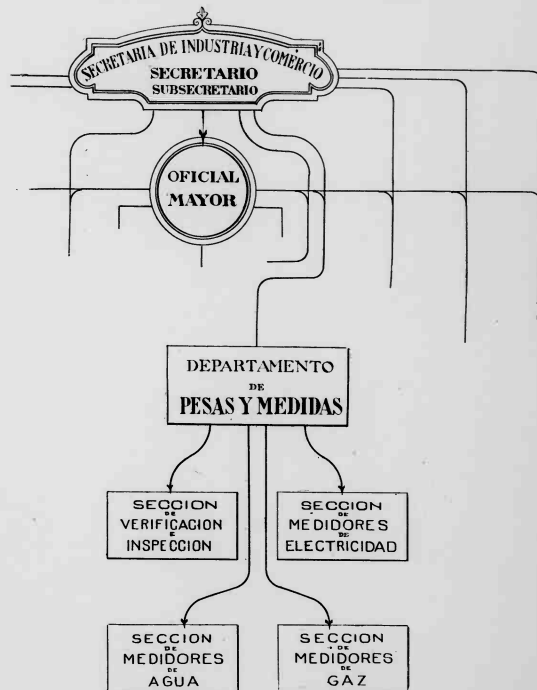 SECRETARIA DE INDUSTRIA Y COMERCIO
SECRETARIO
SUBSECRETARIO
OFICIAL
MAYOR
DEPARTAMENTO
DE
PESAS Y MEDIDAS
SECCION
DE
VERIFICACION
E
INSPECCION
SECCION
DE
MEDIDORES
DE
ELECTRICIDAD
SECCION
DE
MEDIDORES
DE
AGUA
SECCION
DE
MEDIDORES
DE
GAZ